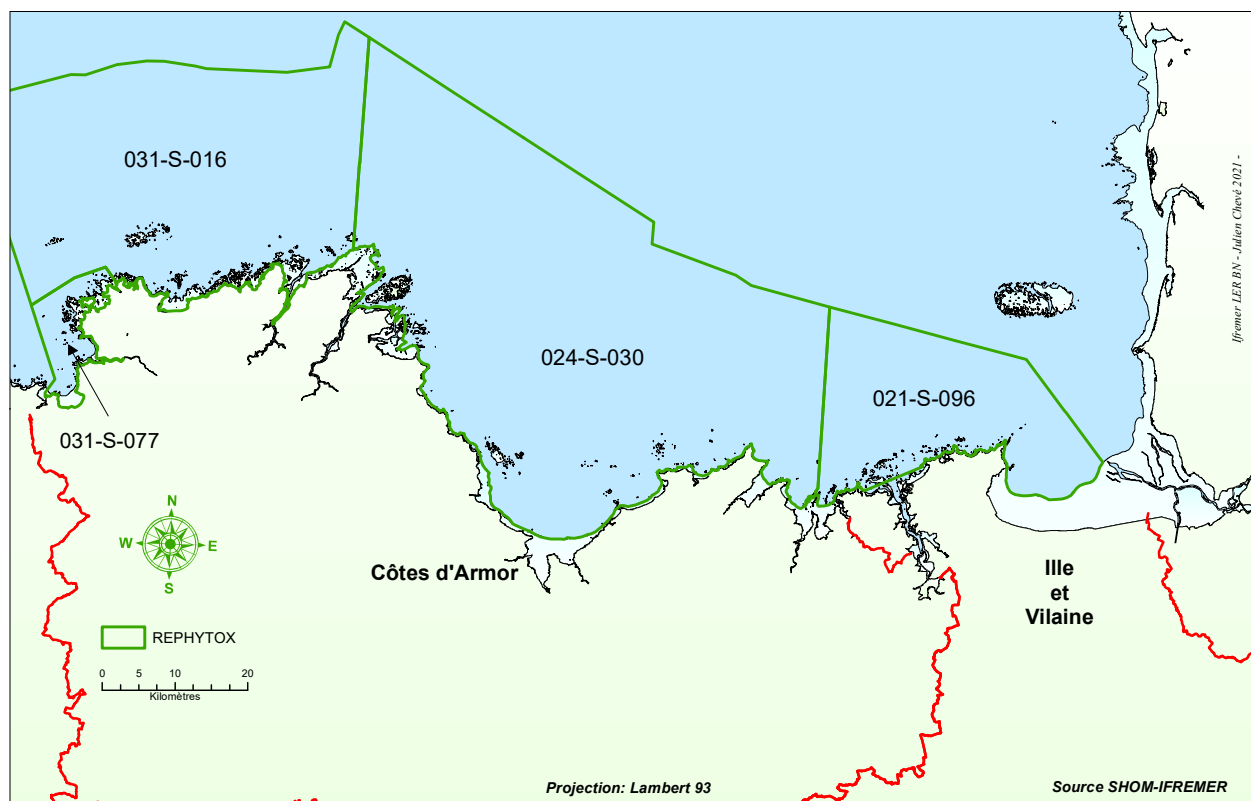 031-S-016
024-S-030
021-S-096
031-S-077
N
W
E
S
Côtes d'Armor
Ille
et
Vilaine
REPHYTOX
0 5 10 20
Kilomètres
Projection: Lambert 93
Source SHOM-IFREMER
Ifremer LER BN - Julien Chevé 2021 -